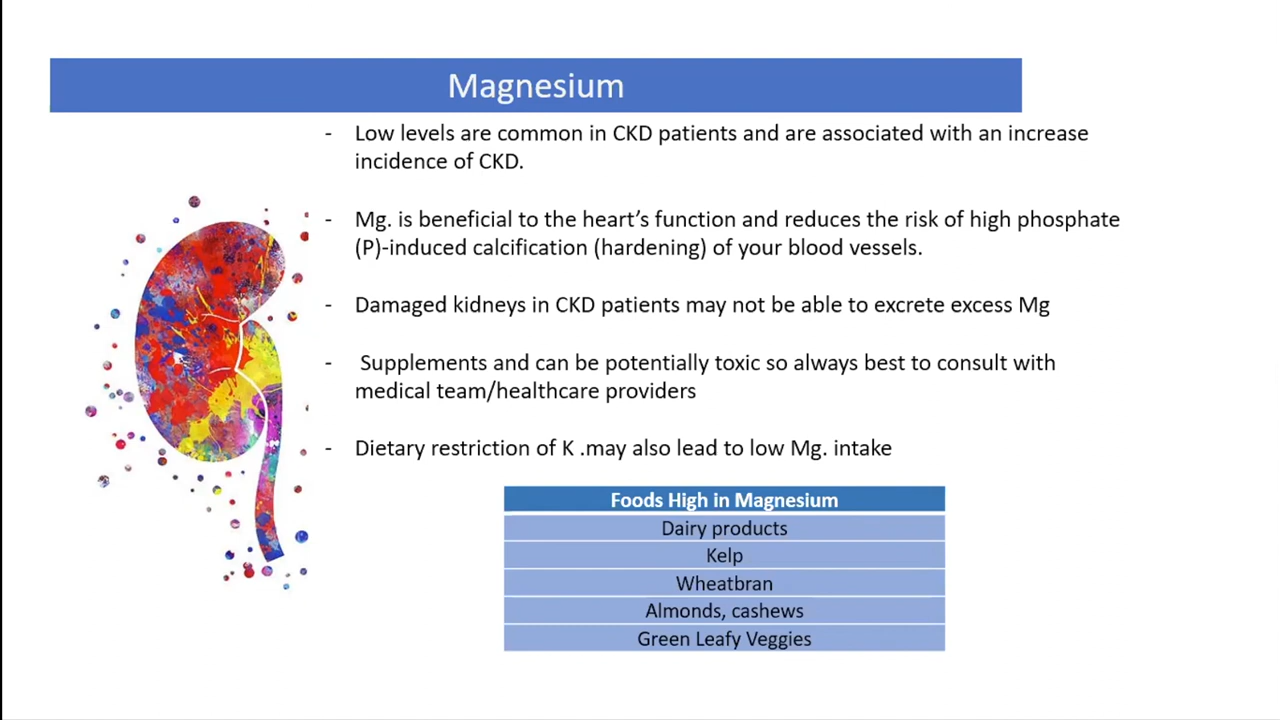 Magnesium
- Low levels are common in CKD patients and are associated with an increase
incidence of CKD.
- Mg. is beneficial to the heart's function and reduces the risk of high phosphate
(P)-induced calcification (hardening) of your blood vessels.
- Damaged kidneys in CKD patients may not be able to excrete excess Mg
- Supplements and can be potentially toxic so always best to consult with
medical team/healthcare providers
- Dietary restriction of K .may also lead to low Mg. intake
Foods High in Magnesium
Dairy products
Kelp
Wheatbran
Almonds, cashews
Green Leafy Veggies